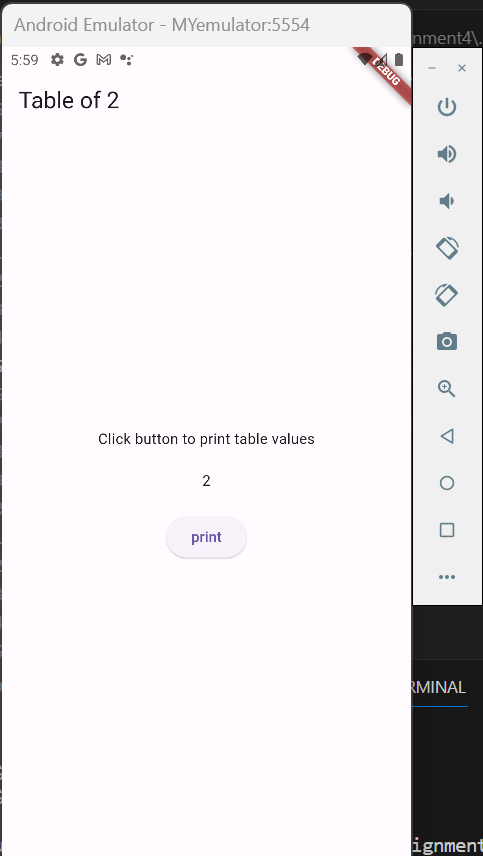 Android Emulator - MYemulator:5554
nment4\.
5:59
DEBUG
Table of 2
Click button to print table values
2
print
RMINAL
ignment